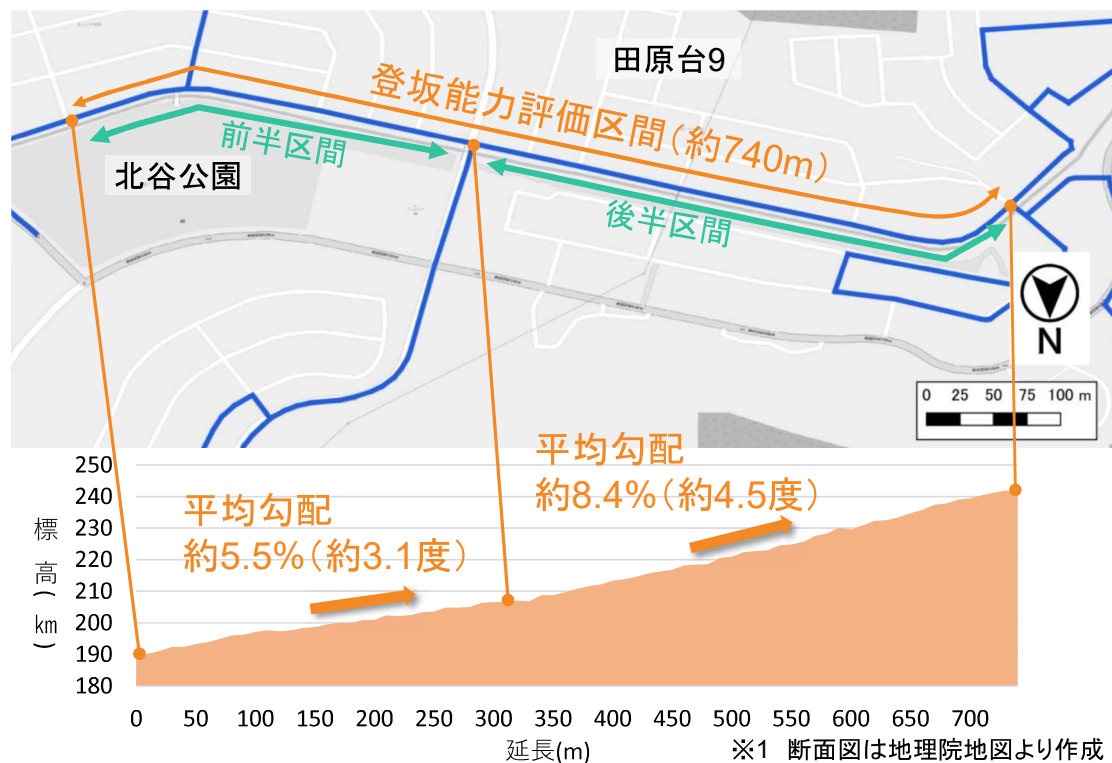 田原台9
登坂能力評価区間(約740m)
前半区間
北谷公園
後半区間
N
0 25 50 75 100 m
平均勾配
約8.4%(約4.5度)
平均勾配
約5.5%(約3.1度)
標高(km)
250
240
230
220
210
200
190
180
0 50 100 150 200 250 300 350 400 450 500 550 600 650 700
延長(m)
※1 断面図は地理院地図より作成